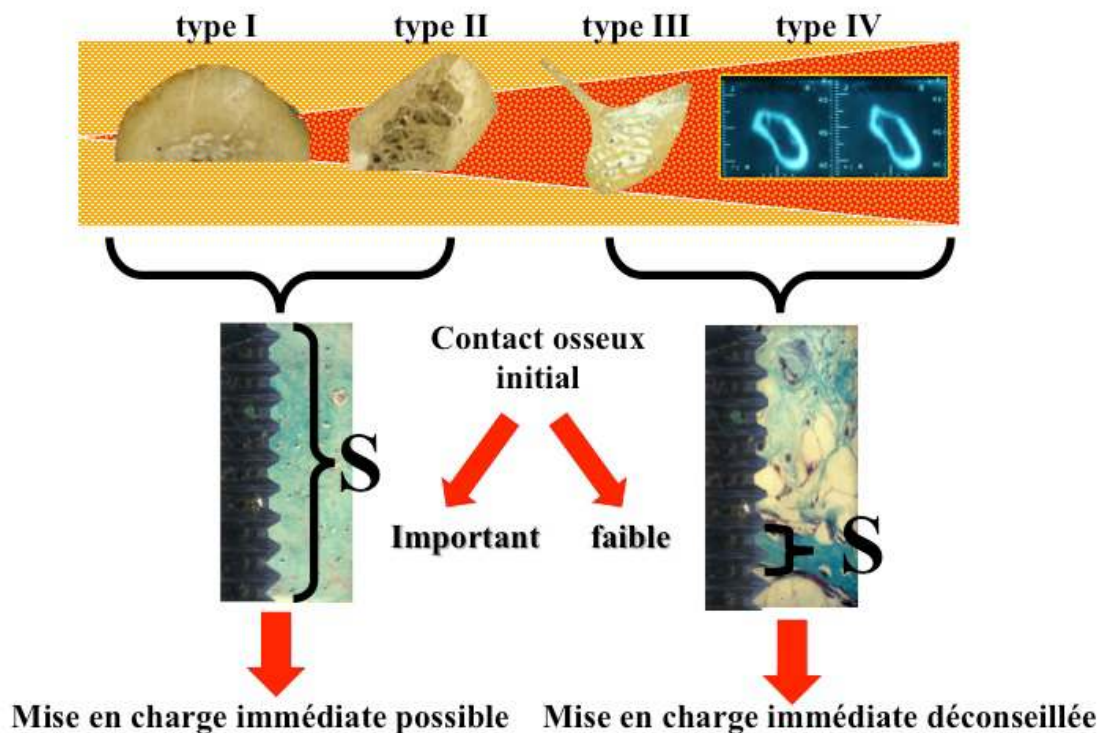 type I type II type III type IV
Contact osseux
initial
S
S
Important faible
Mise en charge immédiate possible
Mise en charge immédiate déconseillée